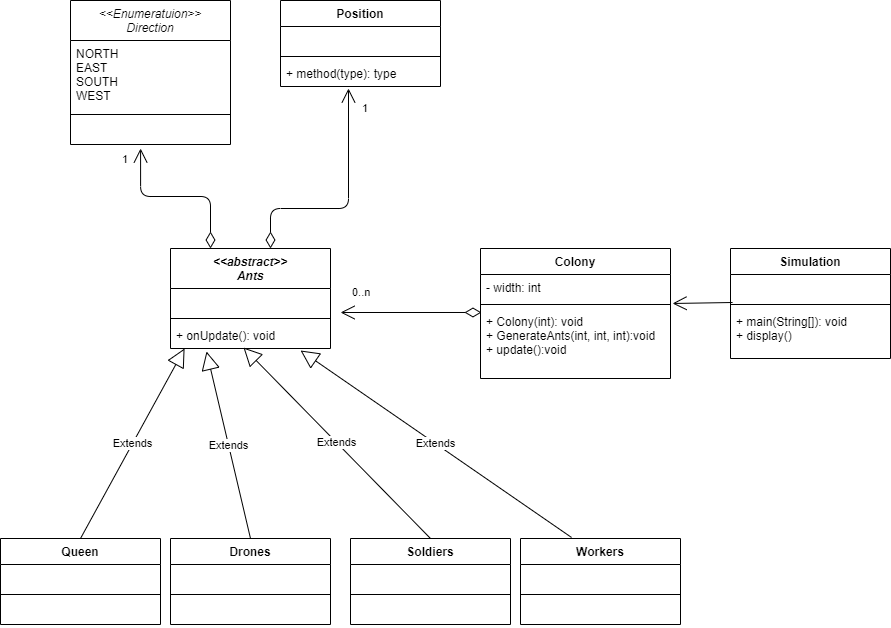 <<Enumeratuion>>
Direction
NORTH
EAST
SOUTH
WEST
Position
+ method(type): type
1
1
<<abstract>>
Ants
+ onUpdate(): void
0..n
Colony
- width: int
+ Colony(int): void
+ GenerateAnts(int, int, int):void
+ update():void
Simulation
+ main(String[]): void
+ display()
Extends
Extends
Extends
Extends
Queen
Drones
Soldiers
Workers